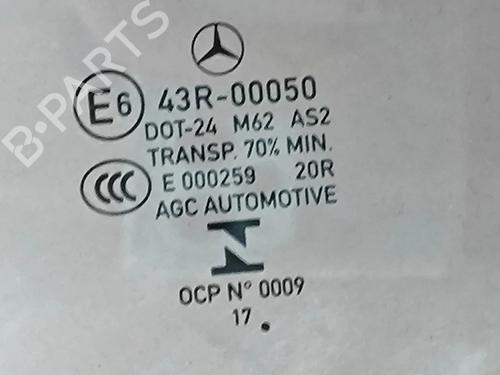 B-PARTS
E6 43R-00050
DOT-24 M62 AS2
TRANSP. 70% MIN.
CCC E 000259 20R
AGC AUTOMOTIVE
OCP N° 0009
17 .